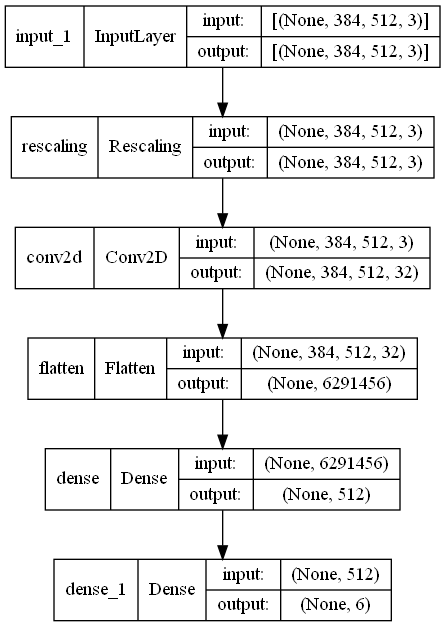 input_1 InputLayer input: [(None, 384, 512, 3)]
output: [(None, 384, 512, 3)]
rescaling Rescaling input: (None, 384, 512, 3)
output: (None, 384, 512, 3)
conv2d Conv2D input: (None, 384, 512, 3)
output: (None, 384, 512, 32)
flatten Flatten input: (None, 384, 512, 32)
output: (None, 6291456)
dense Dense input: (None, 6291456)
output: (None, 512)
dense_1 Dense input: (None, 512)
output: (None, 6)